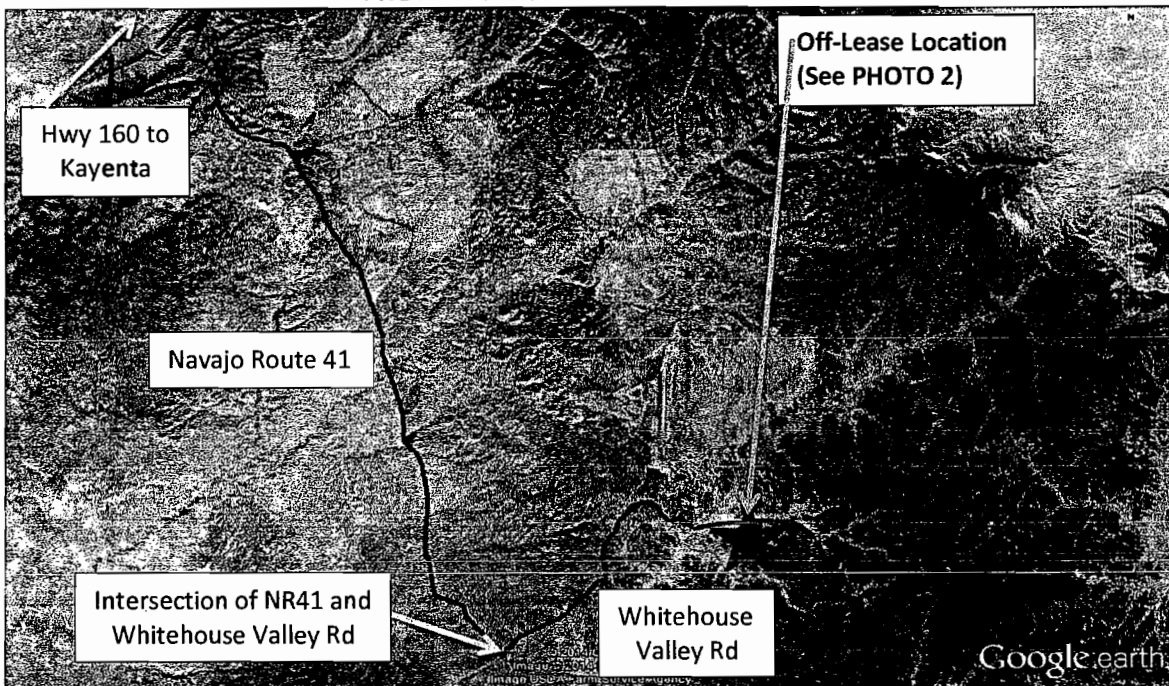 N
Off-Lease Location
(See PHOTO 2)
Hwy 160 to
Kayenta
Navajo Route 41
Intersection of NR41 and
Whitehouse Valley Rd
Whitehouse
Valley Rd
Google earth